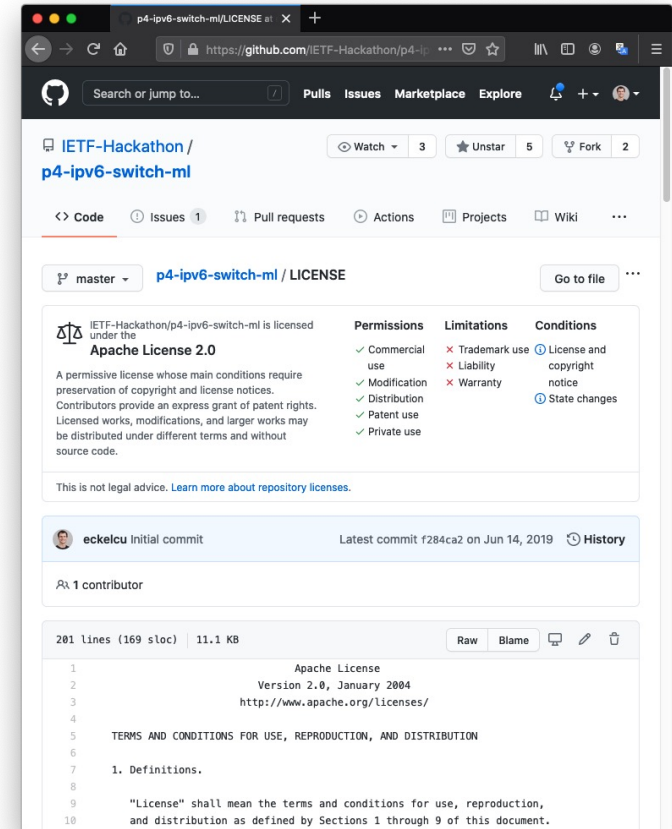 p4-ipv6-switch-ml/LICENSE at
https://github.com/IETF-Hackathon/p4-ip
Search or jump to... /
Pulls Issues Marketplace Explore
IETF-Hackathon /
p4-ipv6-switch-ml
Watch 3
Unstar 5
Fork 2
Code
Issues 1
Pull requests
Actions
Projects
Wiki
master
p4-ipv6-switch-ml / LICENSE
Go to file
IETF-Hackathon/p4-ipv6-switch-ml is licensed
under the
Apache License 2.0
A permissive license whose main conditions require
preservation of copyright and license notices.
Contributors provide an express grant of patent rights.
Licensed works, modifications, and larger works may
be distributed under different terms and without
source code.
Permissions
Commercial
use
Modification
Distribution
Patent use
Private use
Limitations
Trademark use
Liability
Warranty
Conditions
License and
copyright
notice
State changes
This is not legal advice. Learn more about repository licenses.
eckelcu Initial commit
Latest commit f284ca2 on Jun 14, 2019
History
1 contributor
201 lines (169 sloc) 11.1 KB
Raw Blame
1 Apache License
2 Version 2.0, January 2004
3 http://www.apache.org/licenses/
4
5 TERMS AND CONDITIONS FOR USE, REPRODUCTION, AND DISTRIBUTION
6
7 1. Definitions.
8
9 "License" shall mean the terms and conditions for use, reproduction,
10 and distribution as defined by Sections 1 through 9 of this document.